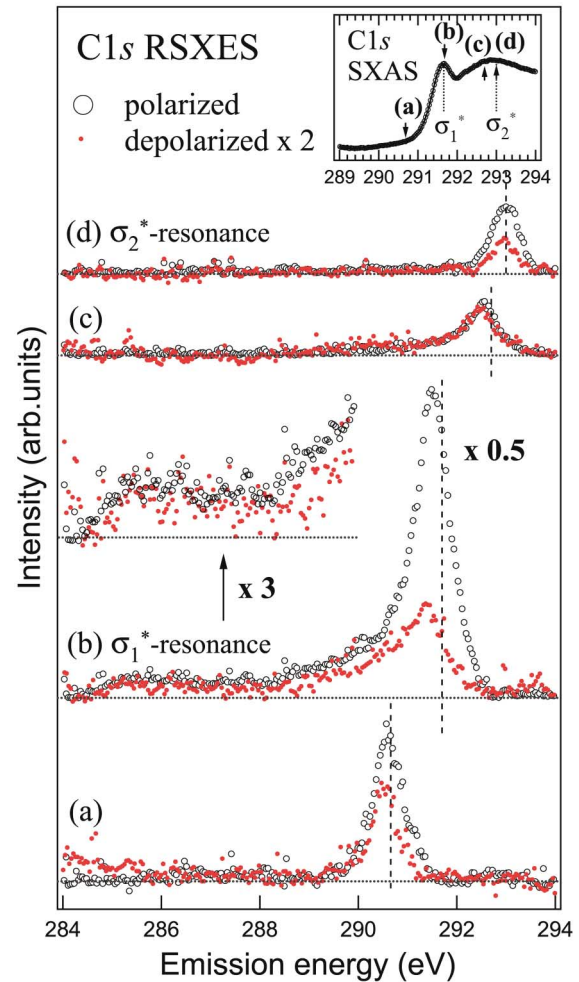 C1s RSXES
polarized
depolarized x 2
C1s
SXAS
(a)
(b)
(c)
(d)
σ1*
σ2*
289 290 291 292 293 294
(d) σ2*-resonance
(c)
x 0.5
x 3
(b) σ1*-resonance
(a)
Intensity (arb.units)
284 286 288 290 292 294
Emission energy (eV)